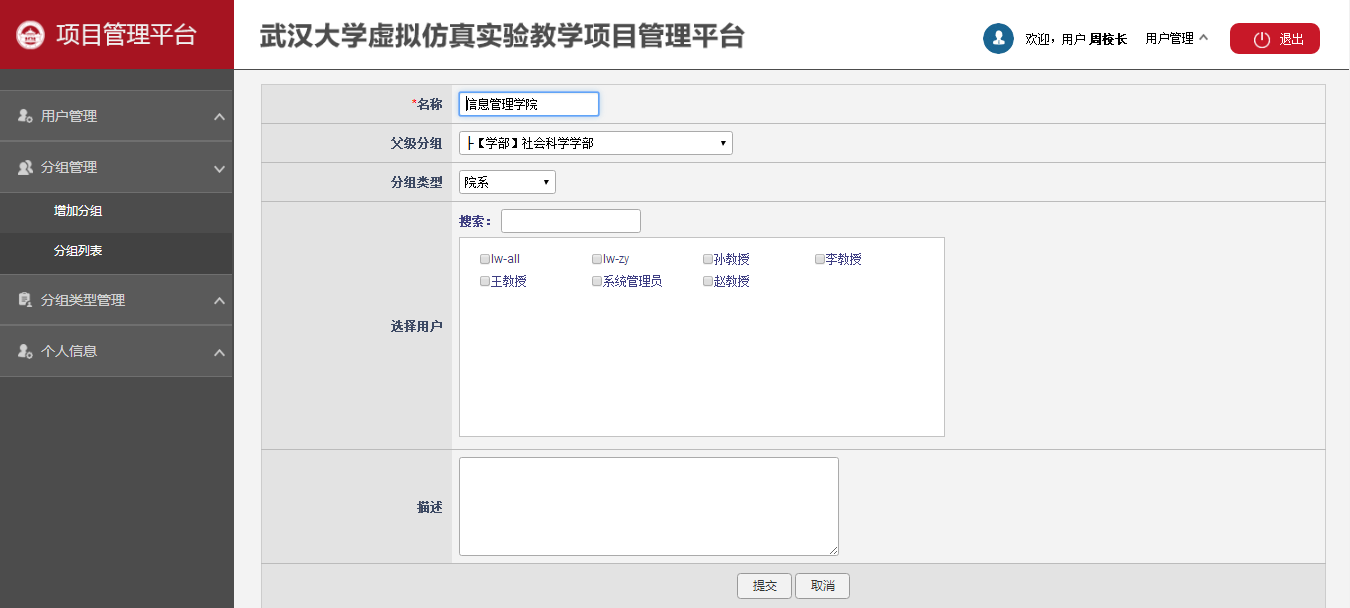 项目管理平台
武汉大学虚拟仿真实验教学项目管理平台
欢迎，用户 周校长 用户管理
退出
用户管理
分组管理
增加分组
分组列表
分组类型管理
个人信息
*名称 信息管理学院
父级分组 ├【学部】社会科学学部
分组类型 院系
选择用户
搜索：
lw-all lw-zy 孙教授 李教授
王教授 系统管理员 赵教授
描述
提交 取消